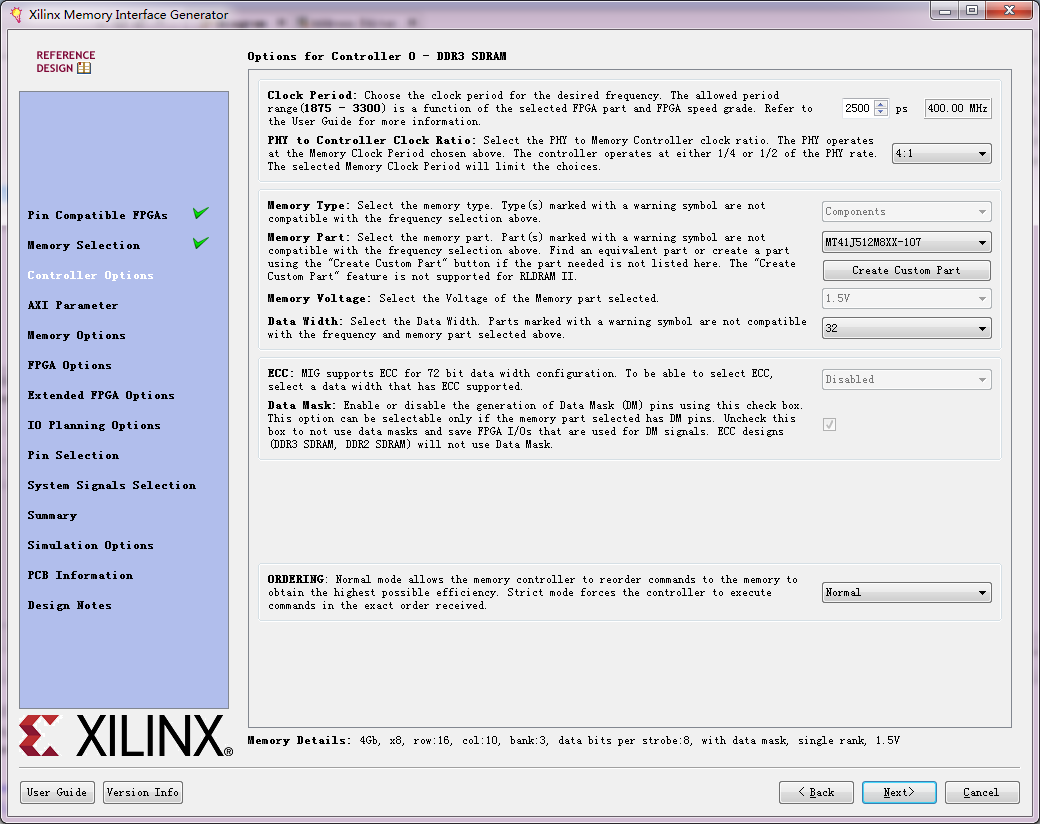 Xilinx Memory Interface Generator
REFERENCE
DESIGN
Pin Compatible FPGAs
Memory Selection
Controller Options
AXI Parameter
Memory Options
FPGA Options
Extended FPGA Options
IO Planning Options
Pin Selection
System Signals Selection
Summary
Simulation Options
PCB Information
Design Notes
XILINX®
Options for Controller 0 - DDR3 SDRAM
Clock Period: Choose the clock period for the desired frequency. The allowed period
range(1875 - 3300) is a function of the selected FPGA part and FPGA speed grade. Refer to
the User Guide for more information.
2500 ps 400.00 MHz
PHY to Controller Clock Ratio: Select the PHY to Memory Controller clock ratio. The PHY operates
at the Memory Clock Period chosen above. The controller operates at either 1/4 or 1/2 of the PHY rate.
The selected Memory Clock Period will limit the choices.
4:1
Memory Type: Select the memory type. Type(s) marked with a warning symbol are not
compatible with the frequency selection above.
Components
Memory Part: Select the memory part. Part(s) marked with a warning symbol are not
compatible with the frequency selection above. Find an equivalent part or create a part
using the "Create Custom Part" button if the part needed is not listed here. The "Create
Custom Part" feature is not supported for RLDRAM II.
MT41J512M8XX-107
Create Custom Part
Memory Voltage: Select the Voltage of the Memory part selected.
1.5V
Data Width: Select the Data Width. Parts marked with a warning symbol are not compatible
with the frequency and memory part selected above.
32
ECC: MIG supports ECC for 72 bit data width configuration. To be able to select ECC,
select a data width that has ECC supported.
Disabled
Data Mask: Enable or disable the generation of Data Mask (DM) pins using this check box.
This option can be selectable only if the memory part selected has DM pins. Uncheck this
box to not use data masks and save FPGA I/Os that are used for DM signals. ECC designs
(DDR3 SDRAM, DDR2 SDRAM) will not use Data Mask.
ORDERING: Normal mode allows the memory controller to reorder commands to the memory to
obtain the highest possible efficiency. Strict mode forces the controller to execute
commands in the exact order received.
Normal
Memory Details: 4Gb, x8, row:16, col:10, bank:3, data bits per strobe:8, with data mask, single rank, 1.5V
User Guide
Version Info
< Back
Next>
Cancel